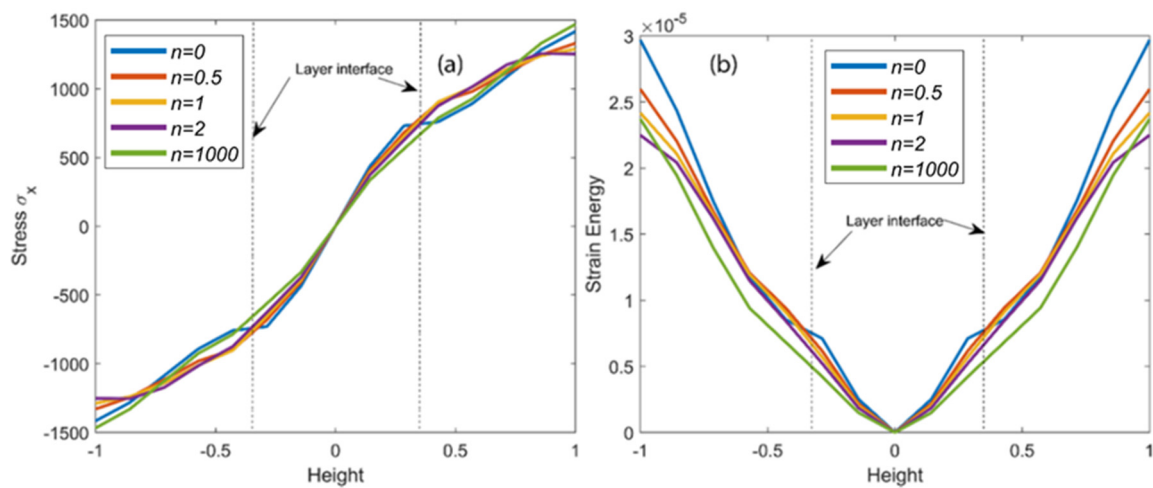 1500
1000
500
0
-500
-1000
-1500
Stress σx
-1
-0.5
0
0.5
1
Height
n=0
n=0.5
n=1
n=2
n=1000
Layer interface
(a)
×10-5
3
2.5
2
1.5
1
0.5
0
Strain Energy
-1
-0.5
0
0.5
1
Height
(b)
n=0
n=0.5
n=1
n=2
n=1000
Layer interface